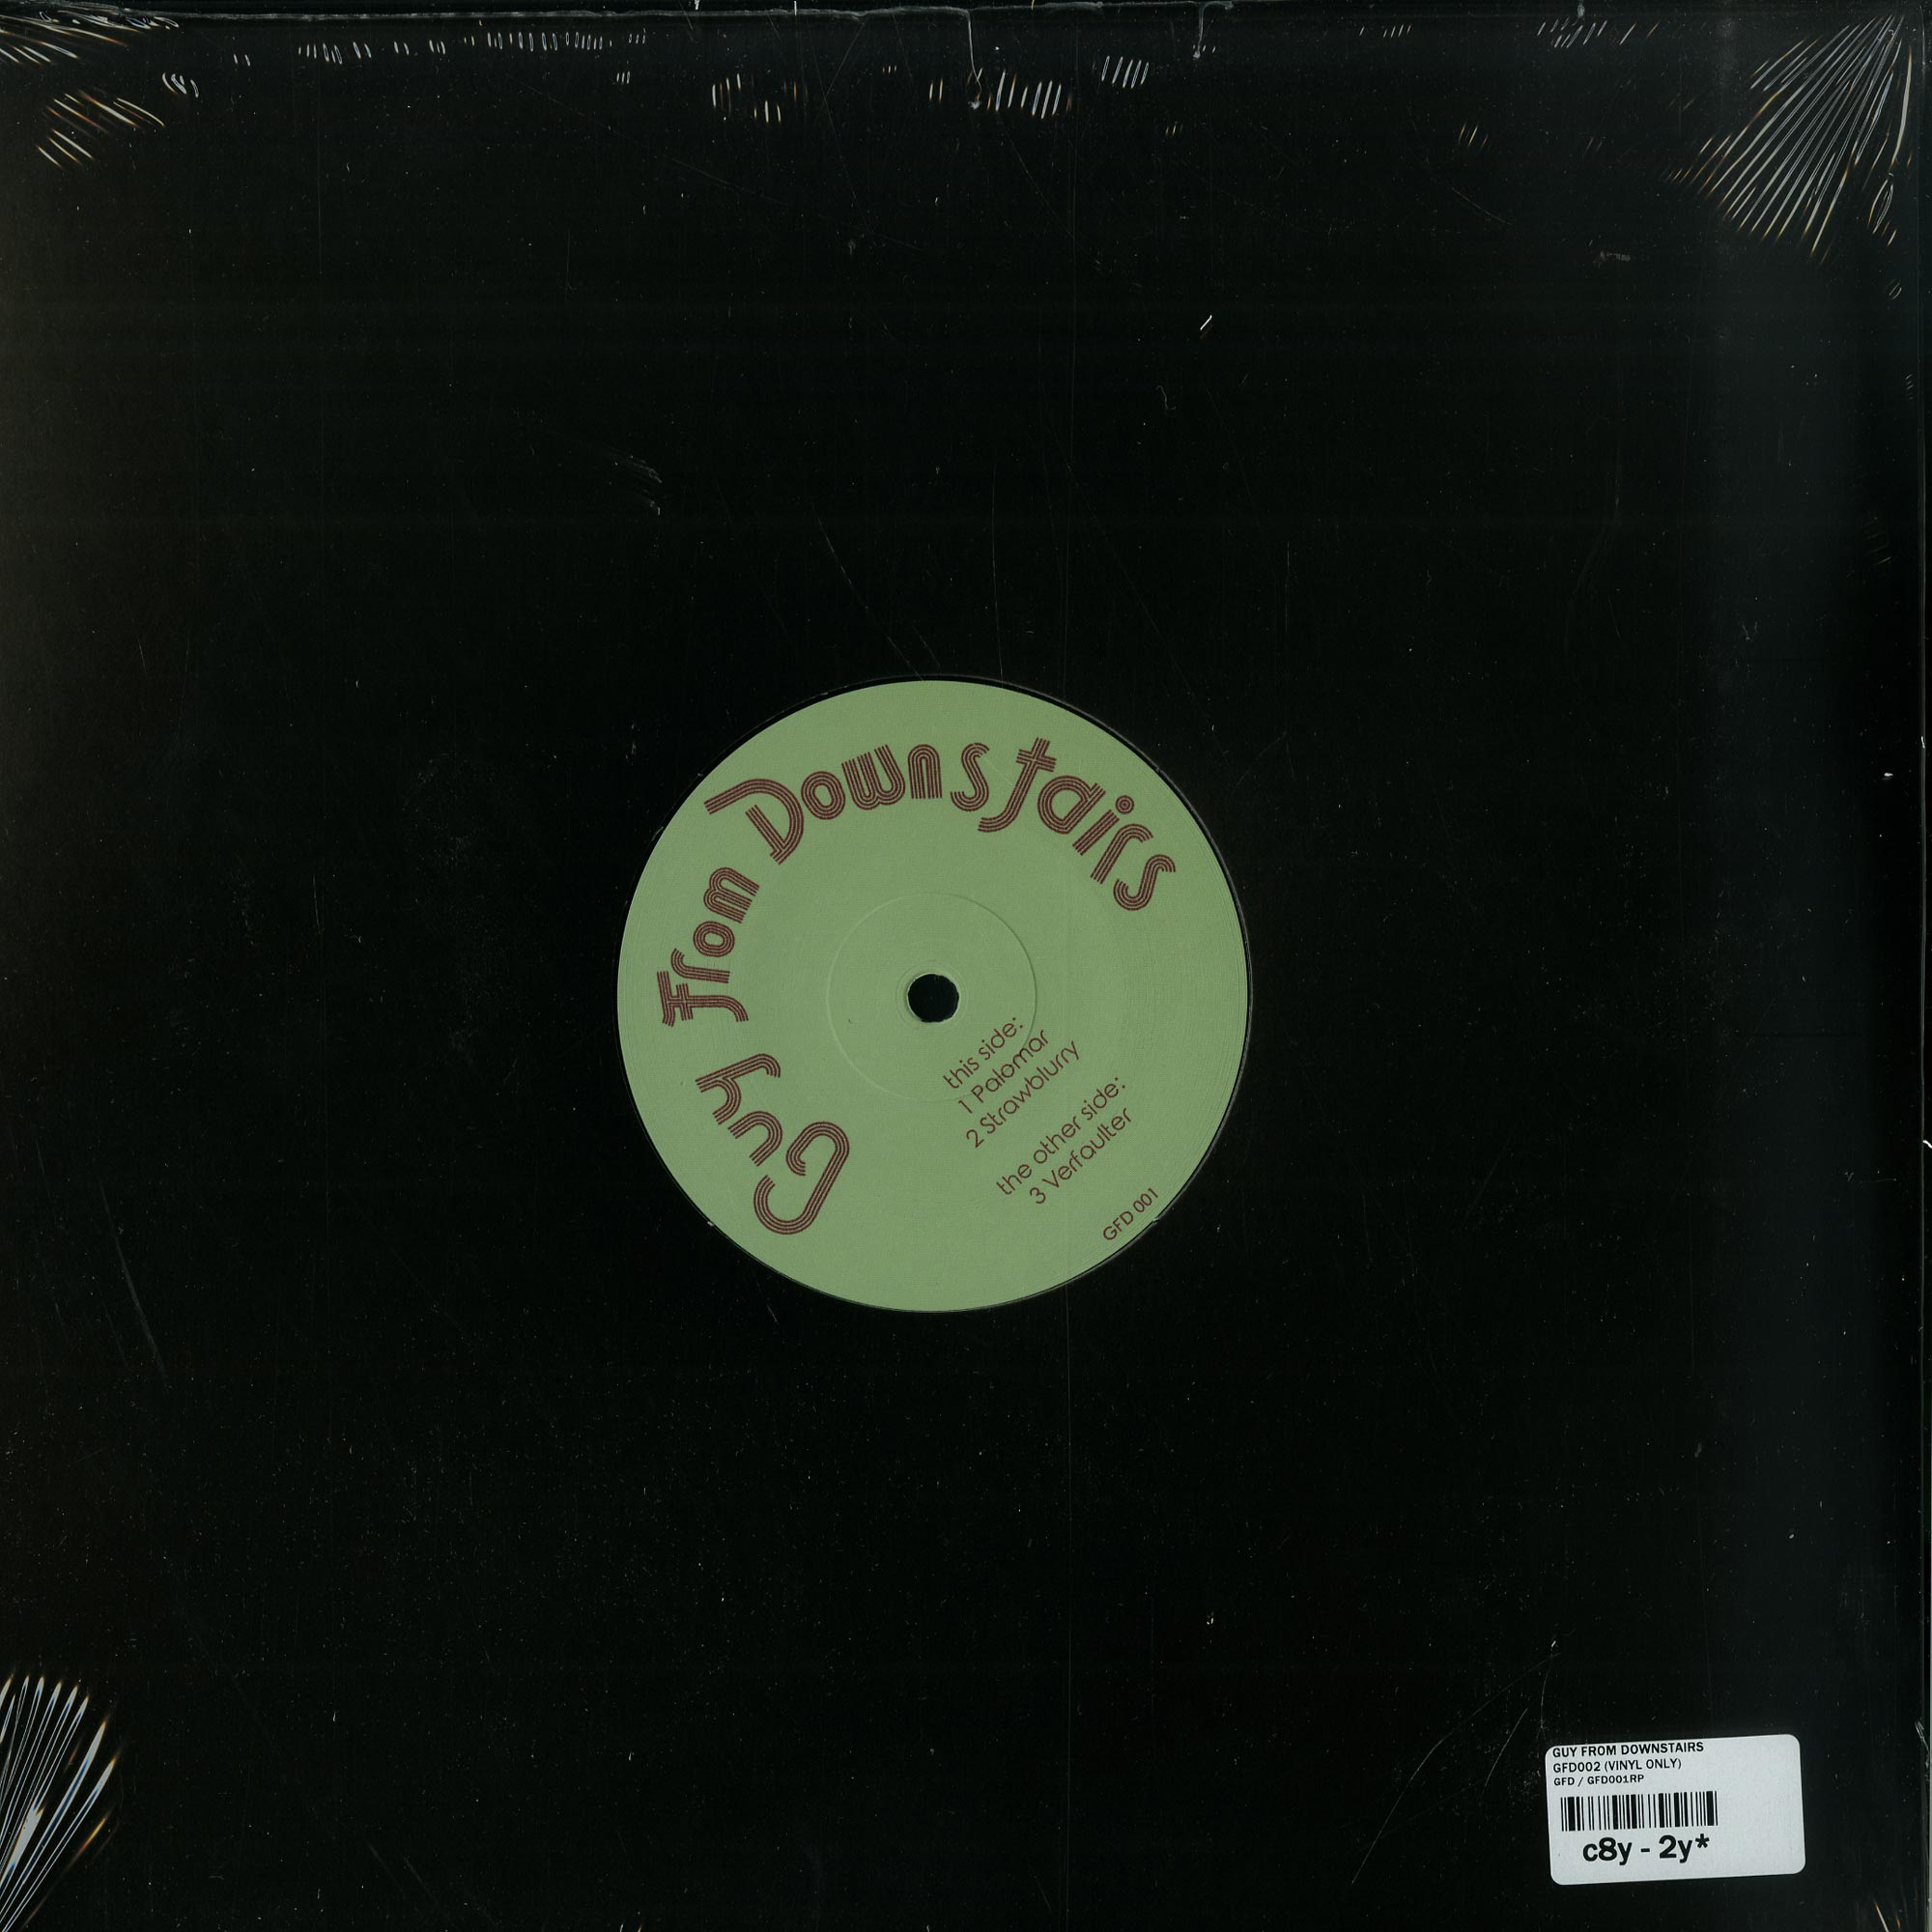 Guy From Downstairs
this side:
1 Palomar
2 Strawblurry
the other side:
3 Verfaulter
GFD 001
GUY FROM DOWNSTAIRS
GFD002 (VINYL ONLY)
GFD / GFD001RP
c8y - 2y*